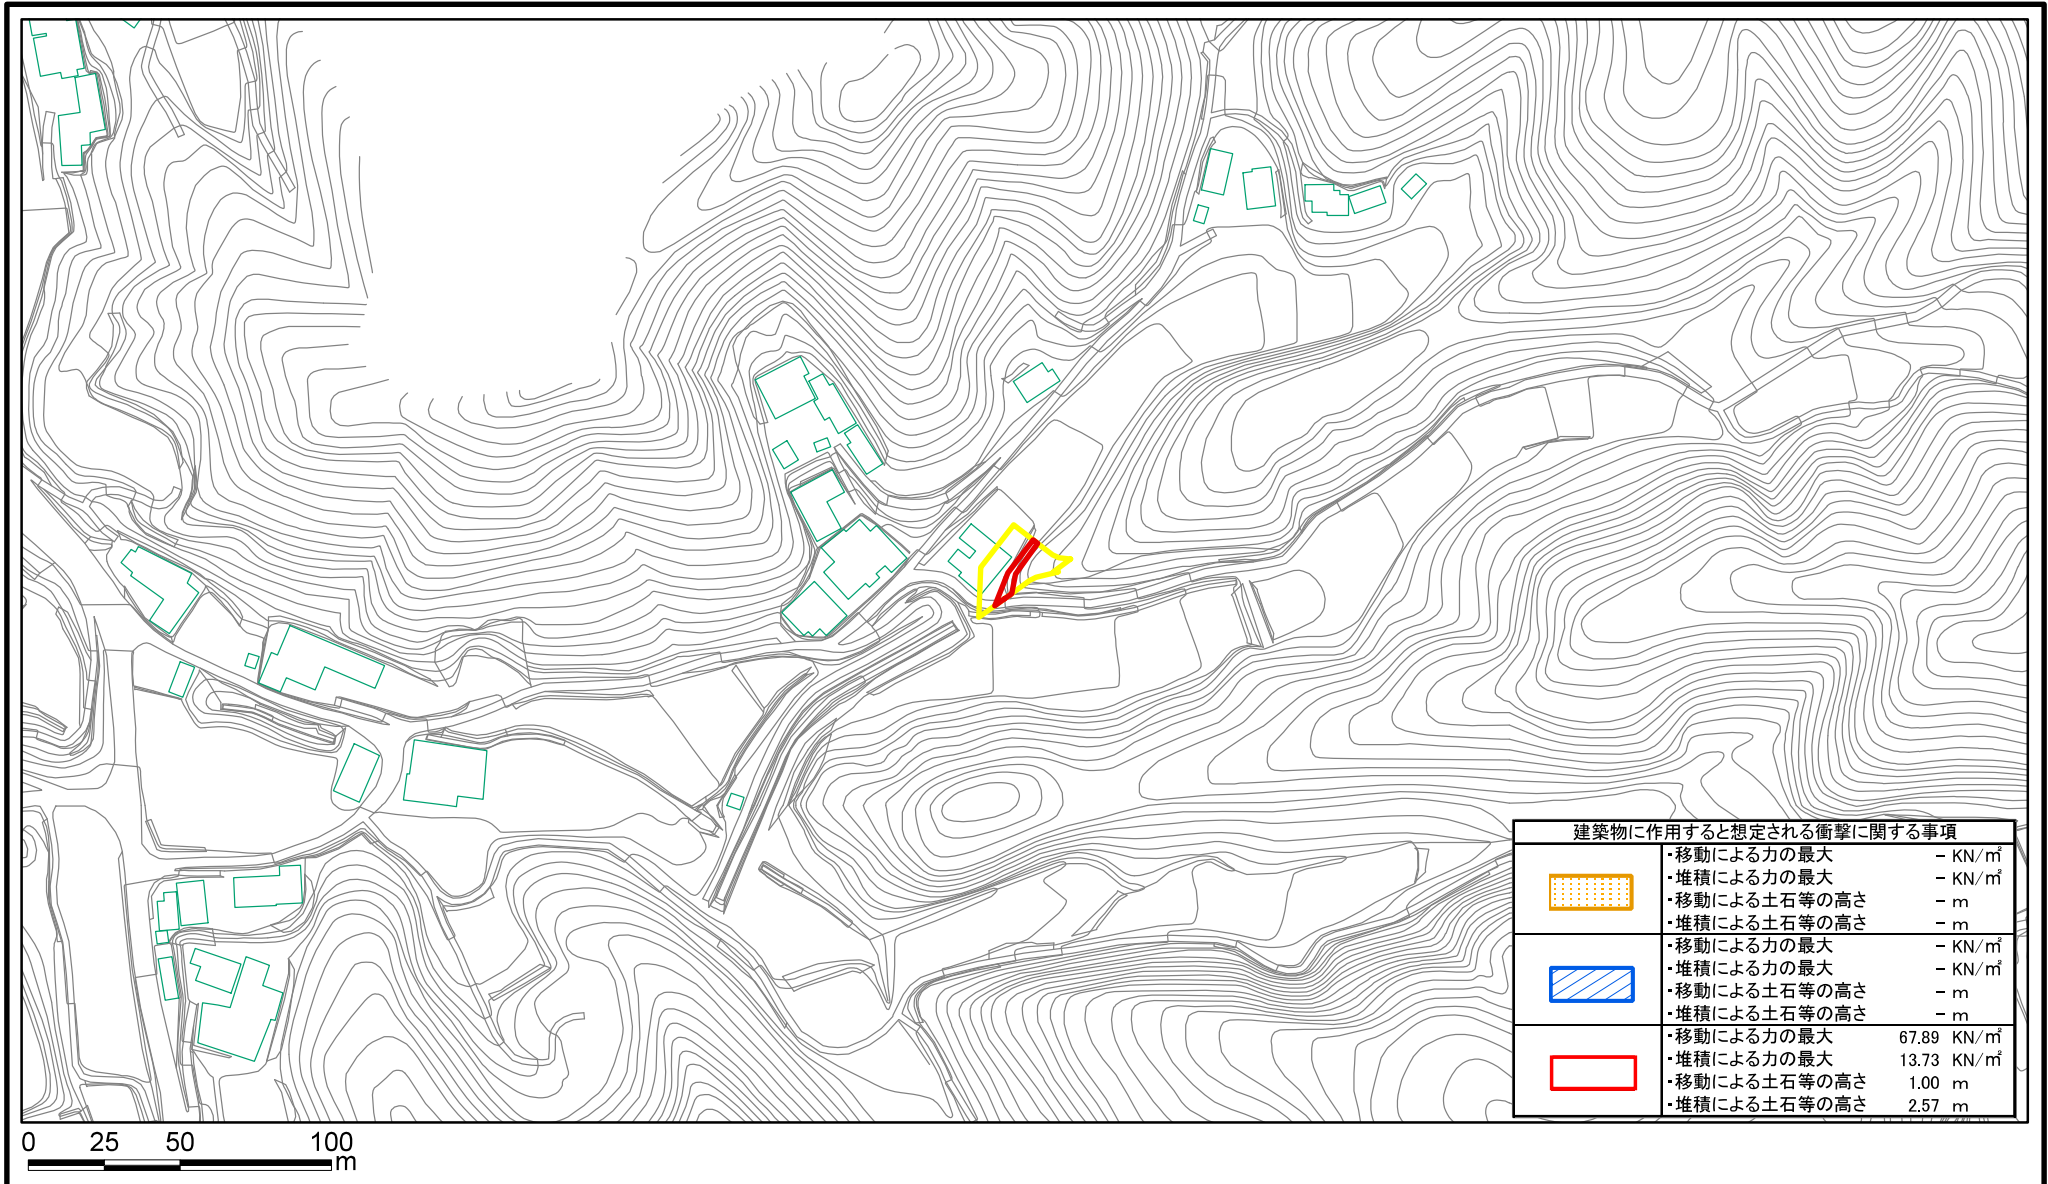 建築物に作用すると想定される衝撃に関する事項
・移動による力の最大 － KN/㎡
・堆積による力の最大 － KN/㎡
・移動による土石等の高さ － m
・堆積による土石等の高さ － m
・移動による力の最大 － KN/㎡
・堆積による力の最大 － KN/㎡
・移動による土石等の高さ － m
・堆積による土石等の高さ － m
・移動による力の最大 67.89 KN/㎡
・堆積による力の最大 13.73 KN/㎡
・移動による土石等の高さ 1.00 m
・堆積による土石等の高さ 2.57 m
0 25 50 100
m